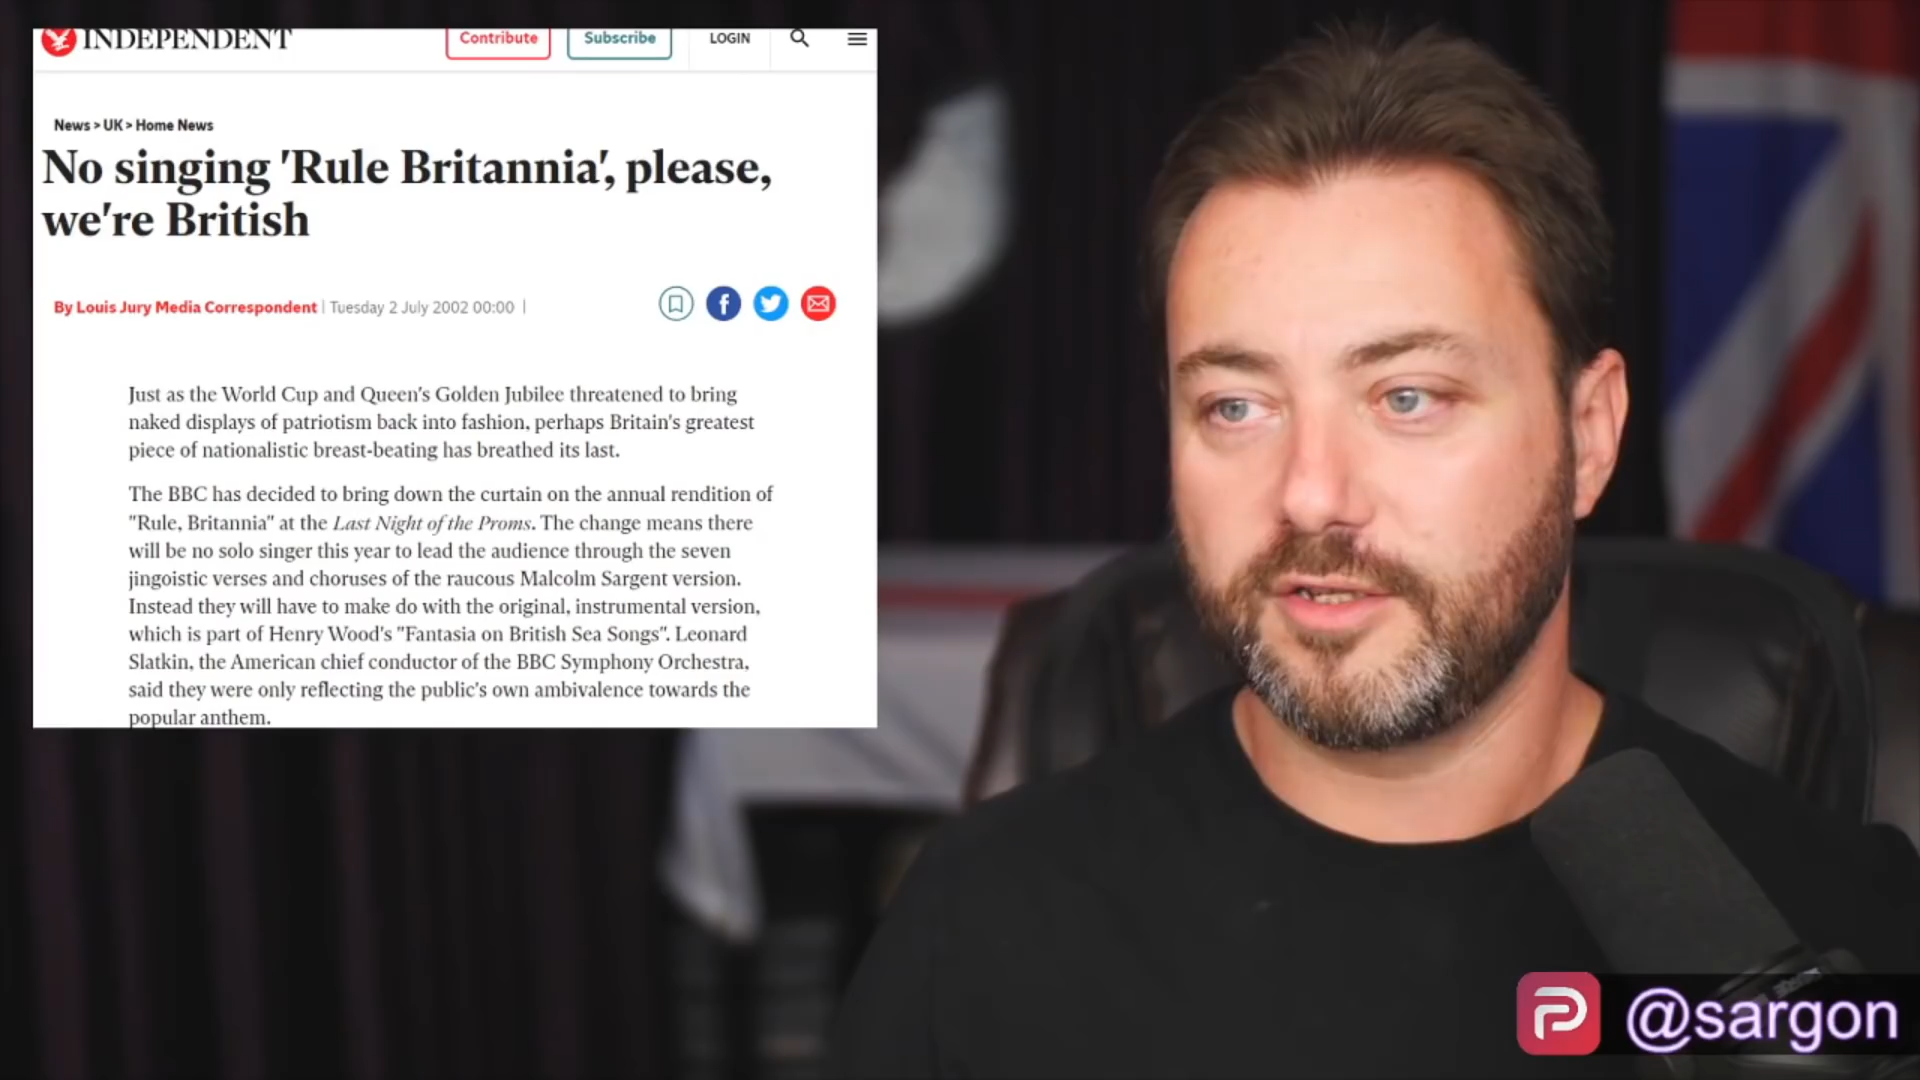 INDEPENDENT
Contribute
Subscribe
LOGIN
News > UK > Home News
No singing 'Rule Britannia', please,
we're British
By Louis Jury Media Correspondent | Tuesday 2 July 2002 00:00 |
Just as the World Cup and Queen's Golden Jubilee threatened to bring
naked displays of patriotism back into fashion, perhaps Britain's greatest
piece of nationalistic breast-beating has breathed its last.
The BBC has decided to bring down the curtain on the annual rendition of
"Rule, Britannia" at the Last Night of the Proms. The change means there
will be no solo singer this year to lead the audience through the seven
jingoistic verses and choruses of the raucous Malcolm Sargent version.
Instead they will have to make do with the original, instrumental version,
which is part of Henry Wood's "Fantasia on British Sea Songs". Leonard
Slatkin, the American chief conductor of the BBC Symphony Orchestra,
said they were only reflecting the public's own ambivalence towards the
popular anthem.
@sargon